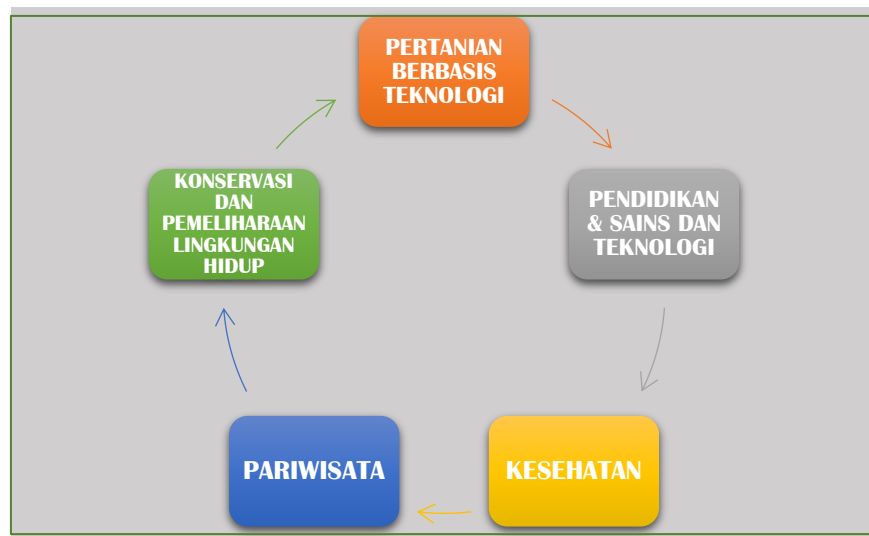 PERTANIAN
BERBASIS
TEKNOLOGI
PENDIDIKAN
& SAINS DAN
TEKNOLOGI
KESEHATAN
PARIWISATA
KONSERVASI
DAN
PEMELIHARAAN
LINGKUNGAN
HIDUP